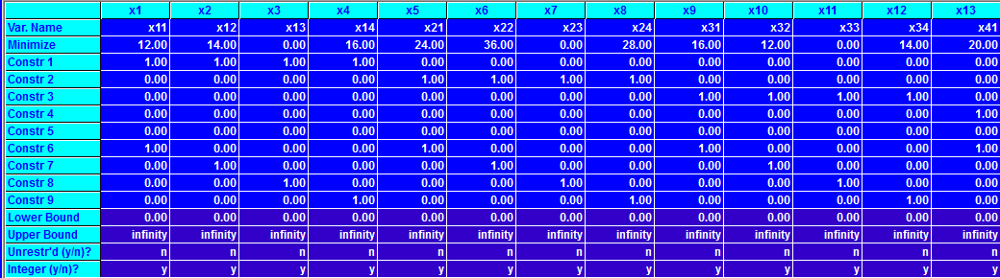 x1 x2 x3 x4 x5 x6 x7 x8 x9 x10 x11 x12 x13
Var. Name x11 x12 x13 x14 x21 x22 x23 x24 x31 x32 x33 x34 x41
Minimize 12.00 14.00 0.00 16.00 24.00 36.00 0.00 28.00 16.00 12.00 0.00 14.00 20.00
Constr 1 1.00 1.00 1.00 1.00 0.00 0.00 0.00 0.00 0.00 0.00 0.00 0.00 0.00
Constr 2 0.00 0.00 0.00 0.00 1.00 1.00 1.00 1.00 0.00 0.00 0.00 0.00 0.00
Constr 3 0.00 0.00 0.00 0.00 0.00 0.00 0.00 0.00 1.00 1.00 1.00 1.00 0.00
Constr 4 0.00 0.00 0.00 0.00 0.00 0.00 0.00 0.00 0.00 0.00 0.00 0.00 1.00
Constr 5 0.00 0.00 0.00 0.00 0.00 0.00 0.00 0.00 0.00 0.00 0.00 0.00 0.00
Constr 6 1.00 0.00 0.00 0.00 1.00 0.00 0.00 0.00 1.00 0.00 0.00 0.00 1.00
Constr 7 0.00 1.00 0.00 0.00 0.00 1.00 0.00 0.00 0.00 1.00 0.00 0.00 0.00
Constr 8 0.00 0.00 1.00 0.00 0.00 0.00 1.00 0.00 0.00 0.00 1.00 0.00 0.00
Constr 9 0.00 0.00 0.00 1.00 0.00 0.00 0.00 1.00 0.00 0.00 0.00 1.00 0.00
Lower Bound 0.00 0.00 0.00 0.00 0.00 0.00 0.00 0.00 0.00 0.00 0.00 0.00 0.00
Upper Bound infinity infinity infinity infinity infinity infinity infinity infinity infinity infinity infinity infinity infinity
Unrestr'd (y/n)? n n n n n n n n n n n n n
Integer (y/n)? y y y y y y y y y y y y y